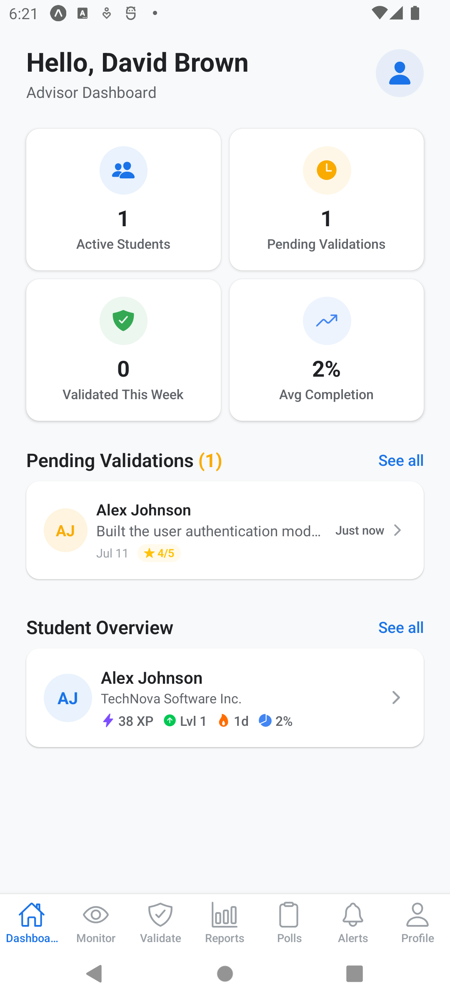 6:21
Hello, David Brown
Advisor Dashboard
1
Active Students
1
Pending Validations
0
Validated This Week
2%
Avg Completion
Pending Validations (1)
See all
AJ
Alex Johnson
Built the user authentication mod...
Just now
Jul 11
4/5
Student Overview
See all
AJ
Alex Johnson
TechNova Software Inc.
38 XP Lvl 1 1d 2%
Dashboa... Monitor Validate Reports Polls Alerts Profile